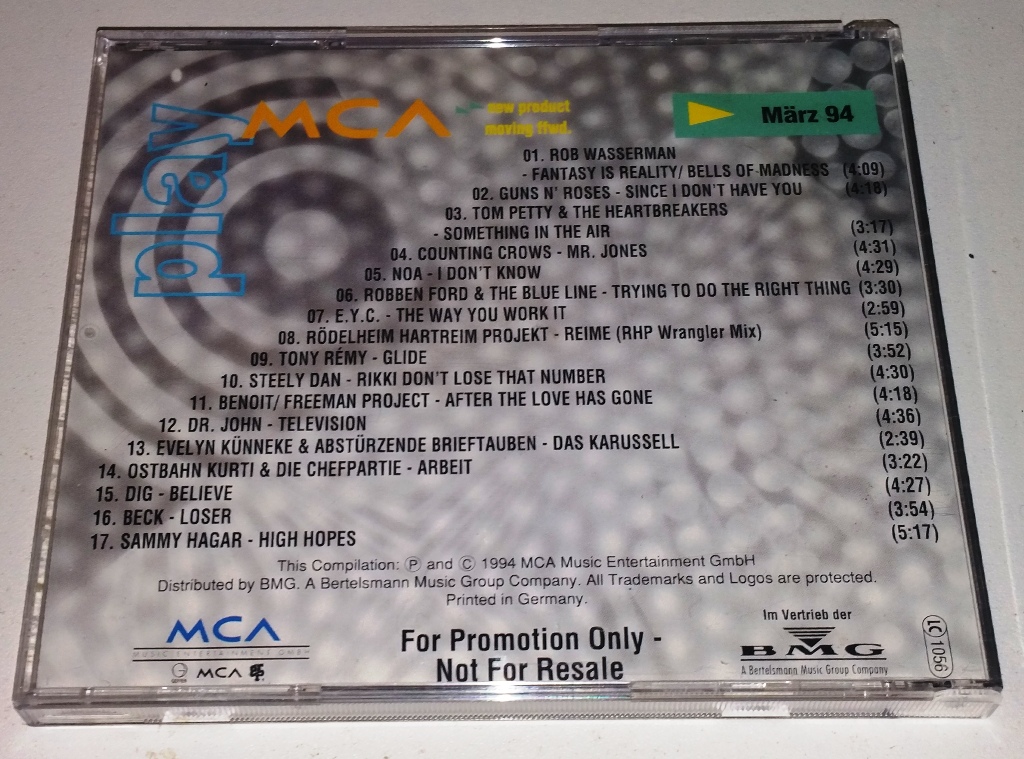 play
MCA
new product
moving ffwd.
März 94
01. ROB WASSERMAN
- FANTASY IS REALITY/ BELLS OF MADNESS (4:09)
02. GUNS N' ROSES - SINCE I DON'T HAVE YOU (4:18)
03. TOM PETTY & THE HEARTBREAKERS
- SOMETHING IN THE AIR (3:17)
04. COUNTING CROWS - MR. JONES (4:31)
05. NOA - I DON'T KNOW (4:29)
06. ROBBEN FORD & THE BLUE LINE - TRYING TO DO THE RIGHT THING (3:30)
07. E.Y.C. - THE WAY YOU WORK IT (2:59)
08. RÖDELHEIM HARTREIM PROJEKT - REIME (RHP Wrangler Mix) (5:15)
09. TONY RÉMY - GLIDE (3:52)
10. STEELY DAN - RIKKI DON'T LOSE THAT NUMBER (4:30)
11. BENOIT/ FREEMAN PROJECT - AFTER THE LOVE HAS GONE (4:18)
12. DR. JOHN - TELEVISION (4:36)
13. EVELYN KÜNNEKE & ABSTÜRZENDE BRIEFTAUBEN - DAS KARUSSELL (2:39)
14. OSTBAHN KURTI & DIE CHEFPARTIE - ARBEIT (3:22)
15. DIG - BELIEVE (4:27)
16. BECK - LOSER (3:54)
17. SAMMY HAGAR - HIGH HOPES (5:17)
This Compilation: Ⓟ and © 1994 MCA Music Entertainment GmbH
Distributed by BMG. A Bertelsmann Music Group Company. All Trademarks and Logos are protected.
Printed in Germany.
MCA
MUSIC ENTERTAINMENT GMBH
GEFFEN MCA GRP
For Promotion Only -
Not For Resale
Im Vertrieb der
BMG
A Bertelsmann Music Group Company
LC 1056